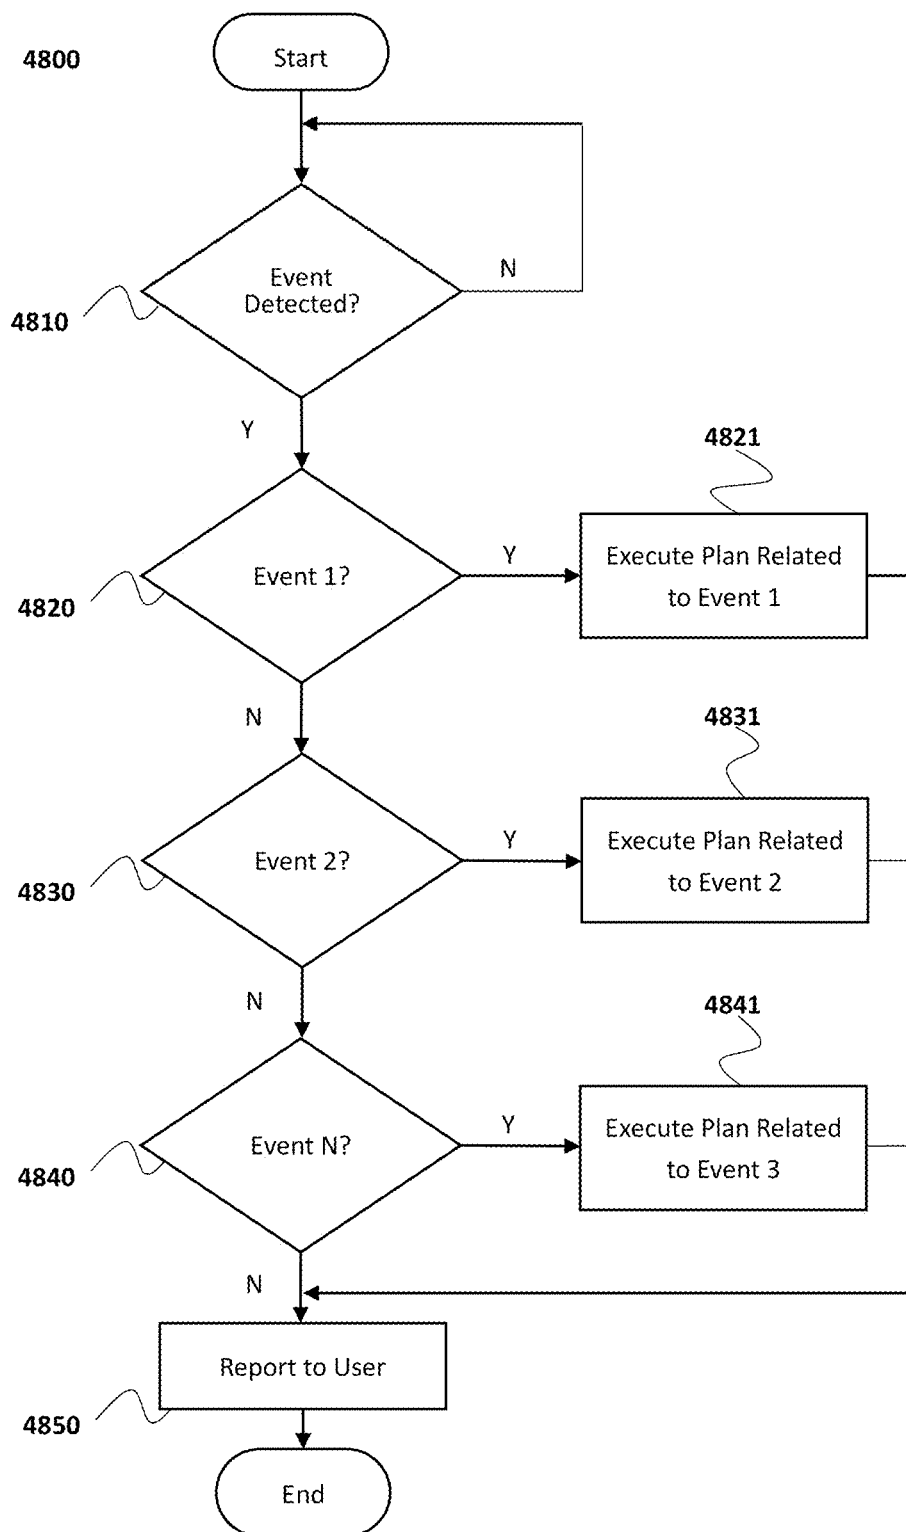 4800
Start
N
Event
Detected?
4810
Y
4821
Event 1?
Y
Execute Plan Related
to Event 1
4820
N
4831
Event 2?
Y
Execute Plan Related
to Event 2
4830
N
4841
Event N?
Y
Execute Plan Related
to Event 3
4840
N
Report to User
4850
End